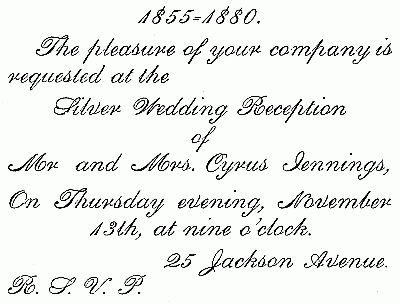 1855=1880.
The pleasure of your company is
requested at the
Silver Wedding Reception
of
Mr and Mrs. Cyrus Jennings,
On Thursday evening, November
13th, at nine o'clock.
25 Jackson Avenue.
R. S. V. P.